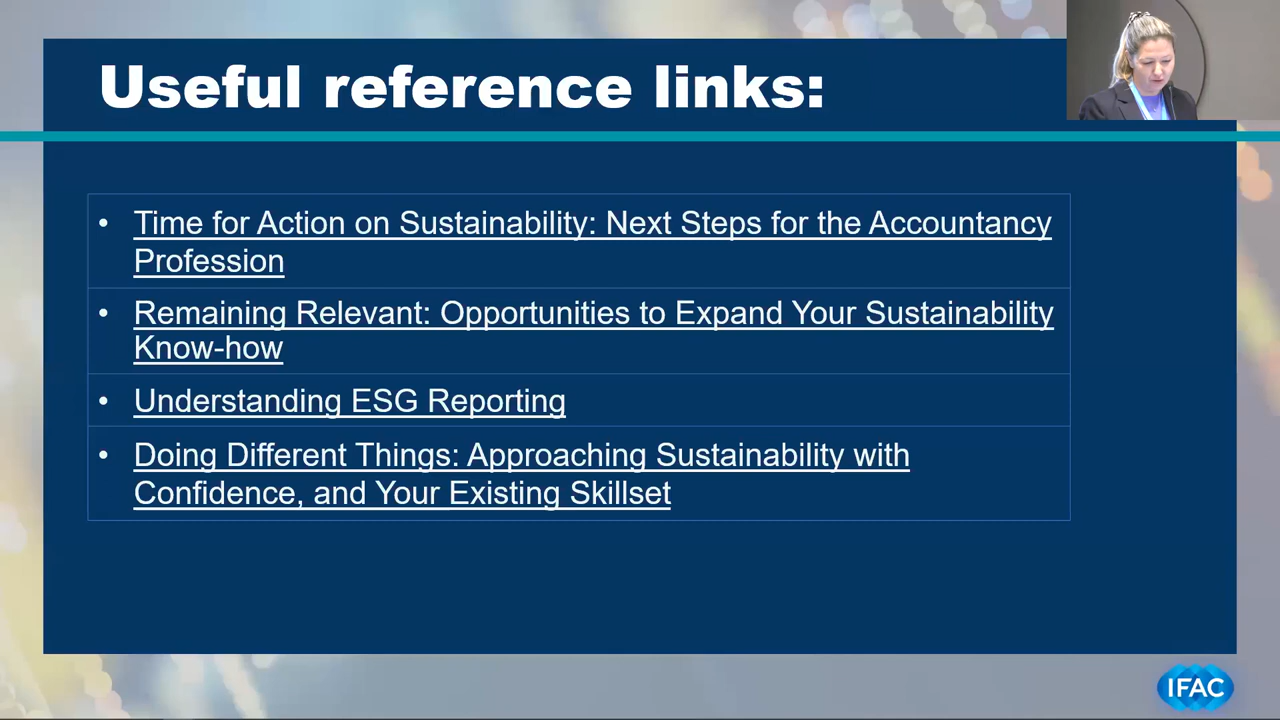 Useful reference links:
• Time for Action on Sustainability: Next Steps for the Accountancy
Profession
• Remaining Relevant: Opportunities to Expand Your Sustainability
Know-how
• Understanding ESG Reporting
• Doing Different Things: Approaching Sustainability with
Confidence, and Your Existing Skillset
IFAC